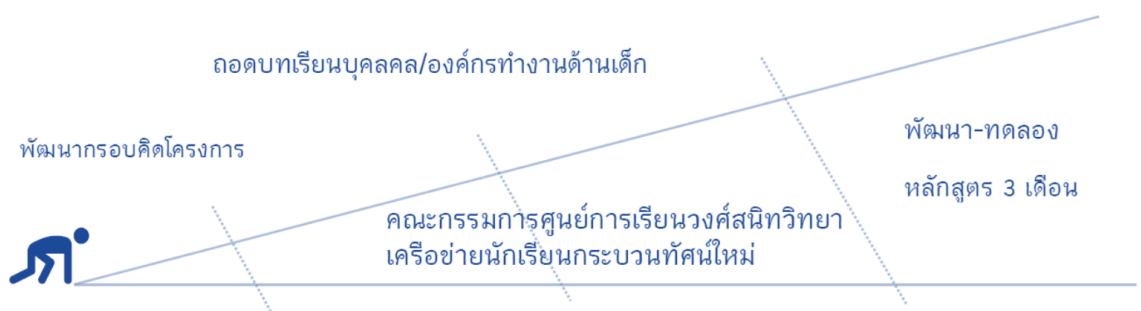 ถอดบทเรียนบุคลคล/องค์กรทำงานด้านเด็ก
พัฒนากรอบคิดโครงการ
พัฒนา-ทดลอง
หลักสูตร 3 เดือน
คณะกรรมการศูนย์การเรียนวงศ์สนิทวิทยา
เครือข่ายนักเรียนกระบวนทัศน์ใหม่